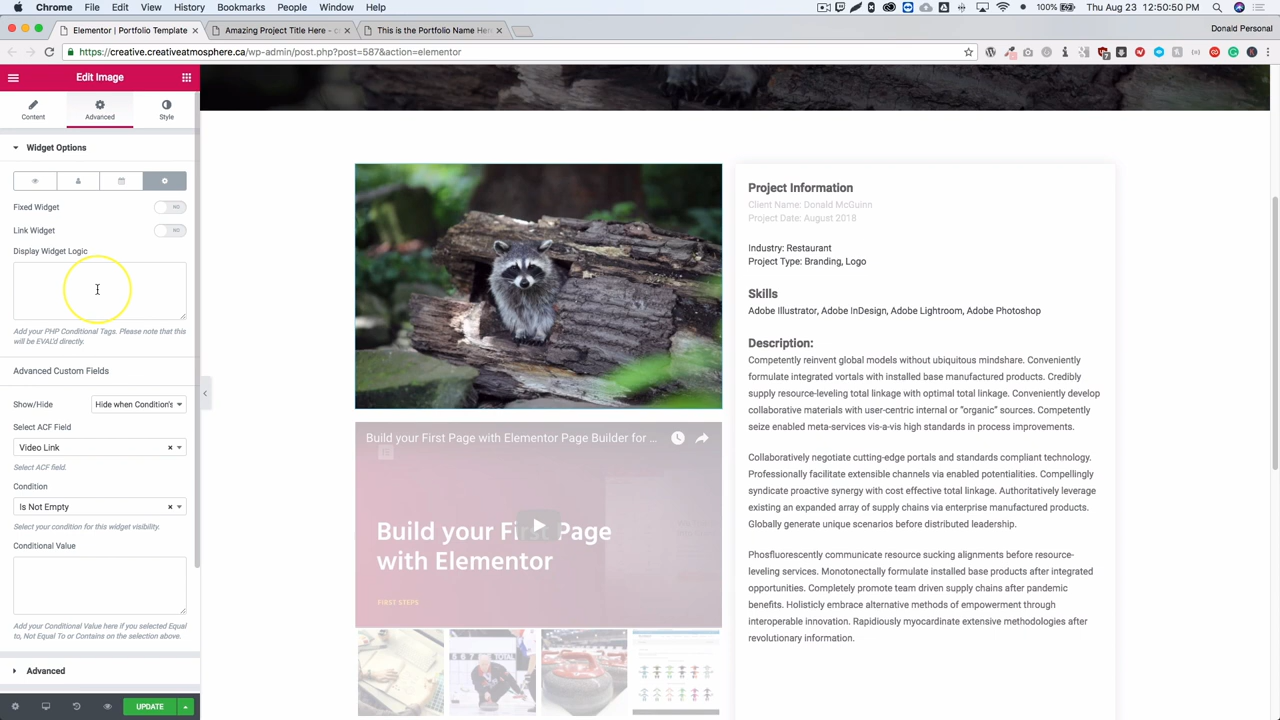 Chrome File Edit View History Bookmarks People Window Help
100% Thu Aug 23 12:50:50 PM Donald McGuinn
Elementor | Portfolio Template
Amazing Project Title Here -
This is the Portfolio Name Her
Donald Personal
https://creative.creativeatmosphere.ca/wp-admin/post.php?post=587&action=elementor
Edit Image
Content Advanced Style
Widget Options
Fixed Widget NO
Link Widget NO
Display Widget Logic
Add your PHP Conditional Tags. Please note that this
will be EVAL'd directly.
Advanced Custom Fields
Show/Hide Hide when Condition's
Select ACF Field
Video Link
Select ACF field.
Condition
Is Not Empty
Select your condition for this widget visibility.
Conditional Value
Add your Conditional Value here if you selected Equal
to, Not Equal To or Contains on the selection above.
Advanced
UPDATE
Build your First Page with Elementor Page Builder for ...
Build your First Page
with Elementor
FIRST STEPS
Project Information
Client Name: Donald McGuinn
Project Date: August 2018
Industry: Restaurant
Project Type: Branding, Logo
Skills
Adobe Illustrator, Adobe InDesign, Adobe Lightroom, Adobe Photoshop
Description:
Competently reinvent global models without ubiquitous mindshare. Conveniently
formulate integrated vortals with installed base manufactured products. Credibly
supply resource-leveling total linkage with optimal total linkage. Conveniently develop
collaborative materials with user-centric internal or "organic" sources. Competently
seize enabled meta-services vis-a-vis high standards in process improvements.
Collaboratively negotiate cutting-edge portals and standards compliant technology.
Professionally facilitate extensible channels via enabled potentialities. Compellingly
syndicate proactive synergy with cost effective total linkage. Authoritatively leverage
existing an expanded array of supply chains via enterprise manufactured products.
Globally generate unique scenarios before distributed leadership.
Phosfluorescently communicate resource sucking alignments before resource-
leveling services. Monotonectally formulate installed base products after integrated
opportunities. Completely promote team driven supply chains after pandemic
benefits. Holisticly embrace alternative methods of empowerment through
interoperable innovation. Rapidiously myocardinate extensive methodologies after
revolutionary information.